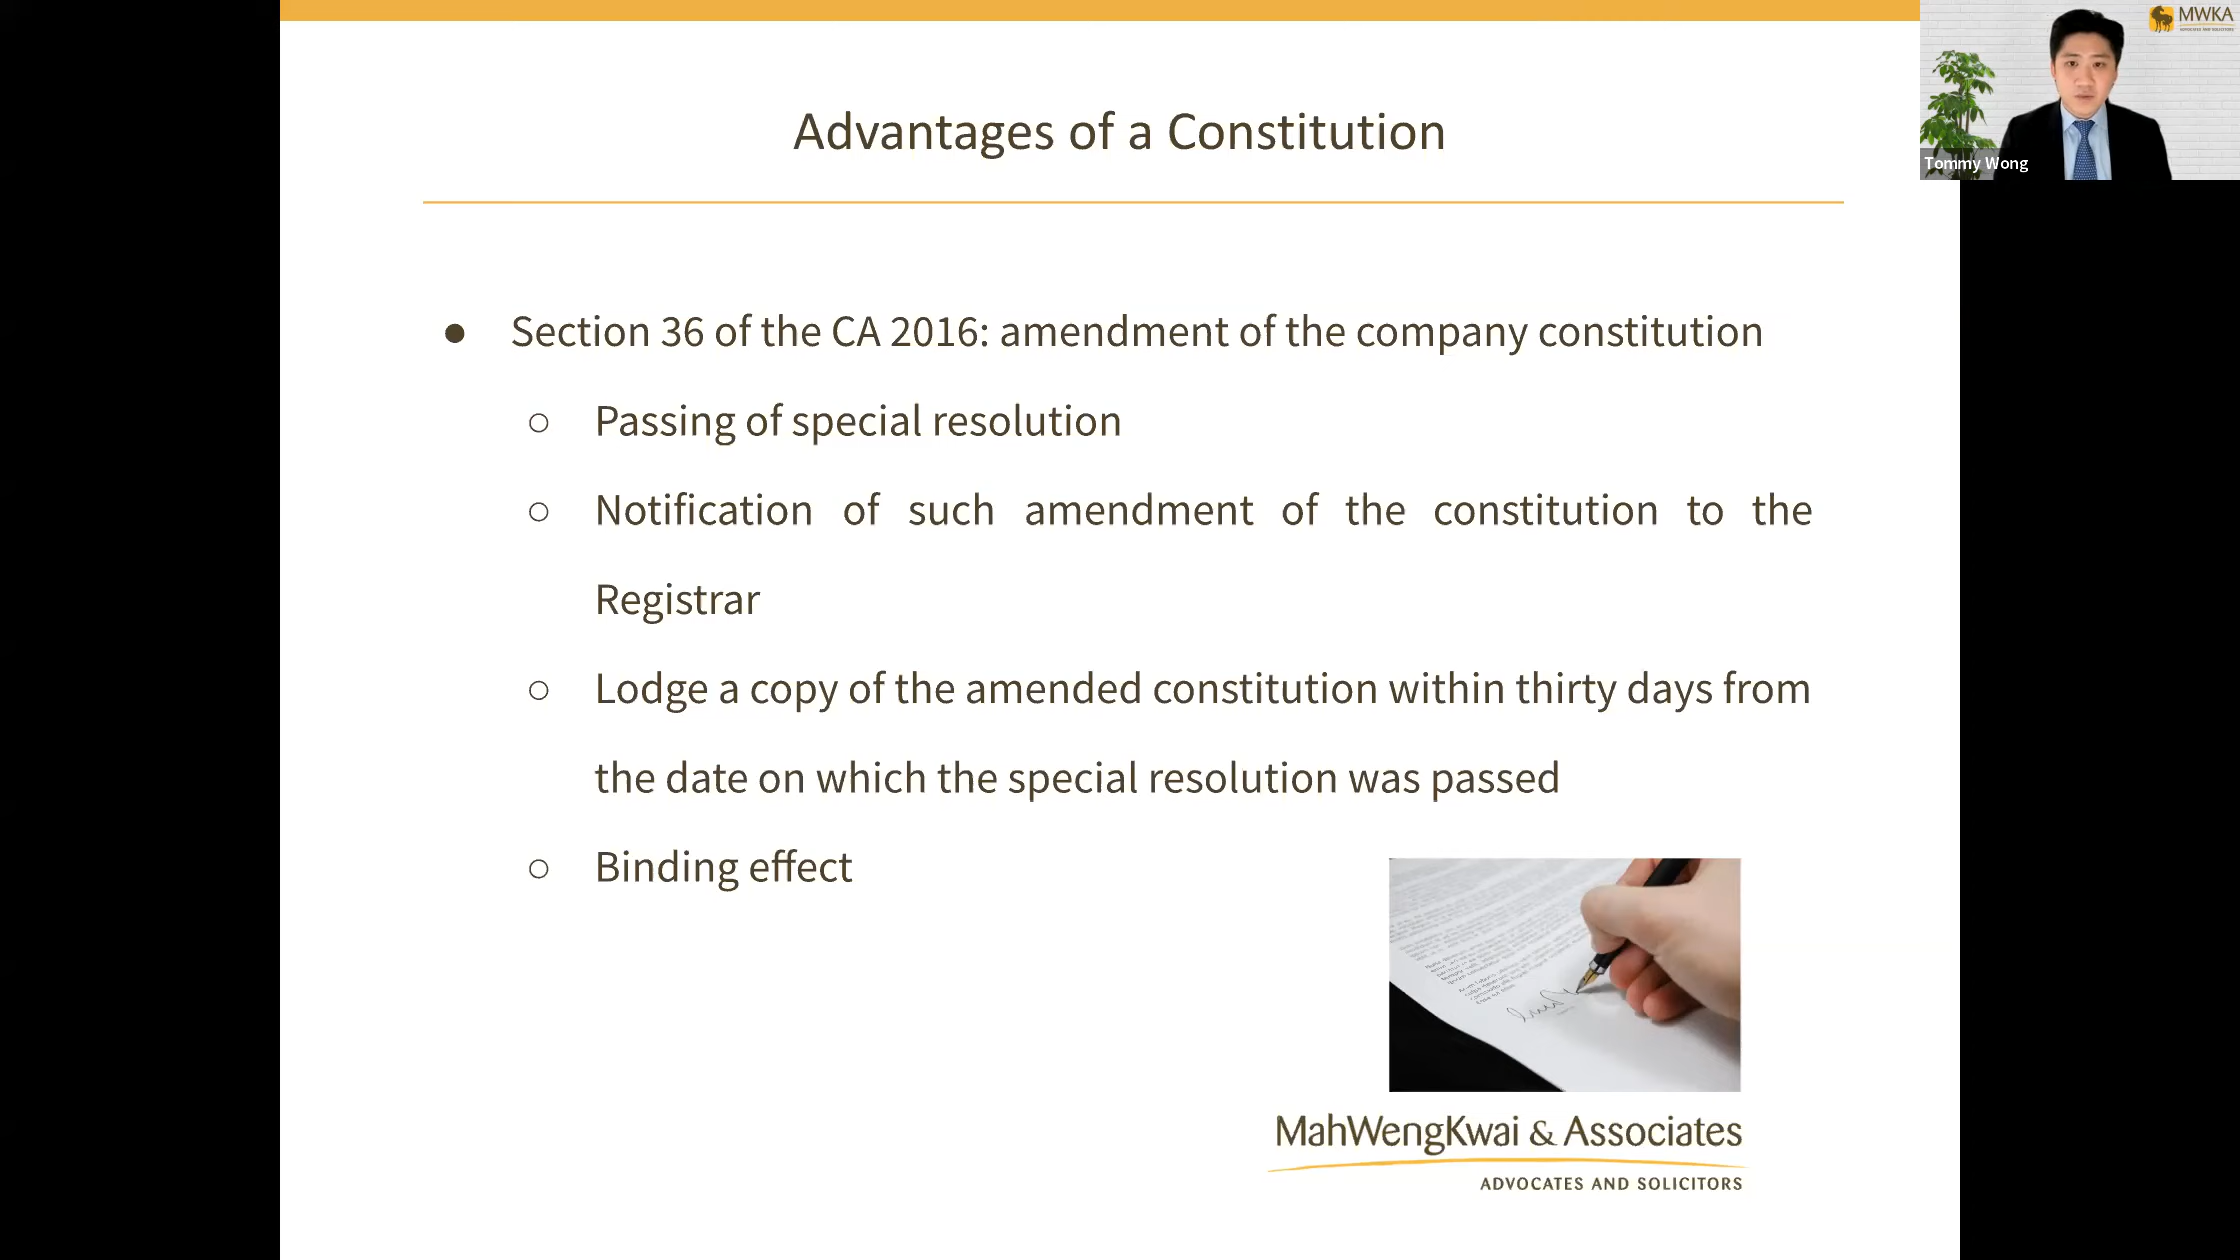 Advantages of a Constitution
MWKA
ADVOCATES AND SOLICITORS
Tommy Wong
● Section 36 of the CA 2016: amendment of the company constitution
○ Passing of special resolution
○ Notification of such amendment of the constitution to the
Registrar
○ Lodge a copy of the amended constitution within thirty days from
the date on which the special resolution was passed
○ Binding effect
MahWengKwai & Associates
ADVOCATES AND SOLICITORS